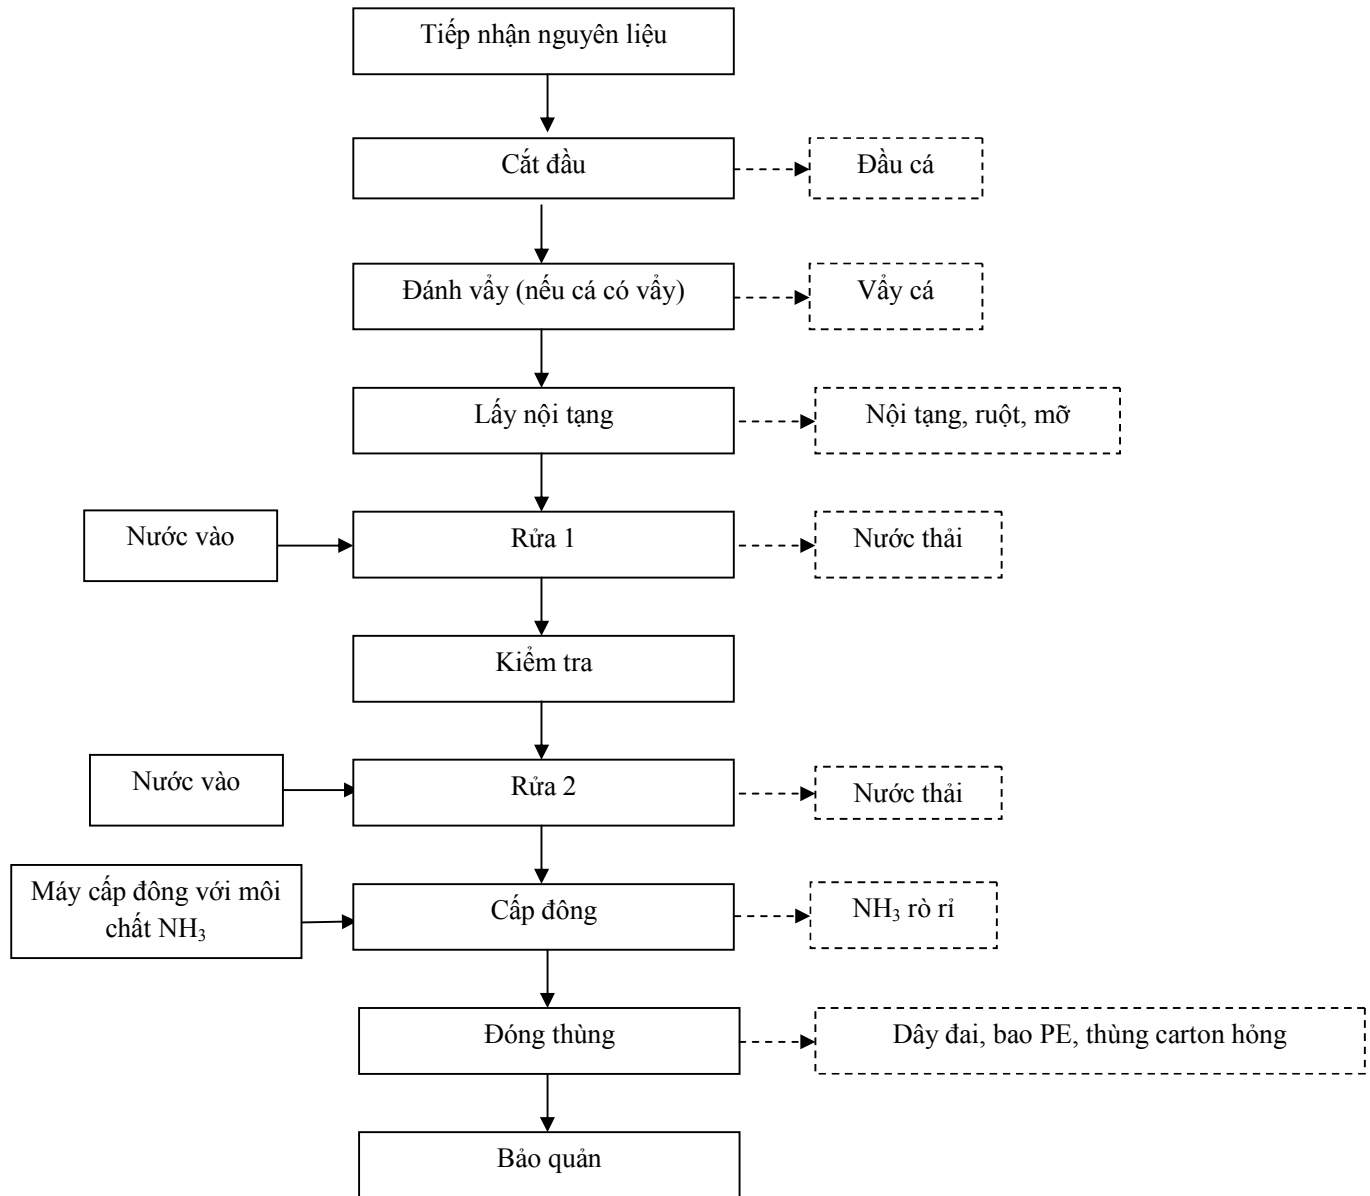 Tiếp nhận nguyên liệu
Cắt đầu
Đầu cá
Đánh vẩy (nếu cá có vẩy)
Vẩy cá
Lấy nội tạng
Nội tạng, ruột, mỡ
Nước vào
Rửa 1
Nước thải
Kiểm tra
Nước vào
Rửa 2
Nước thải
Máy cấp đông với môi
chất NH₃
Cấp đông
NH₃ rò rỉ
Đóng thùng
Dây đai, bao PE, thùng carton hỏng
Bảo quản